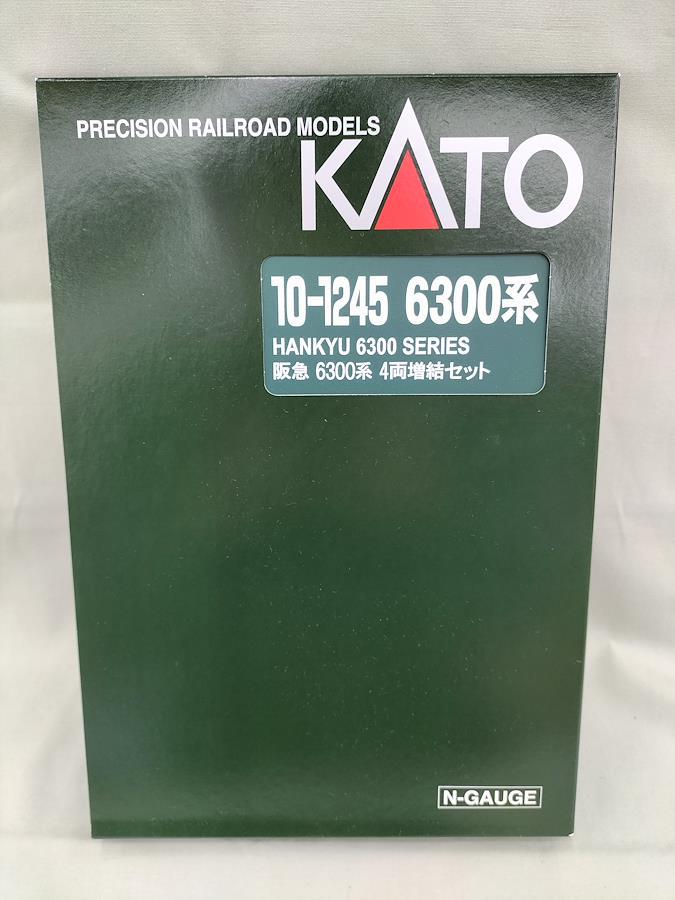 PRECISION RAILROAD MODELS
KATO
10-1245 6300系
HANKYU 6300 SERIES
阪急 6300系 4両増結セット
N-GAUGE